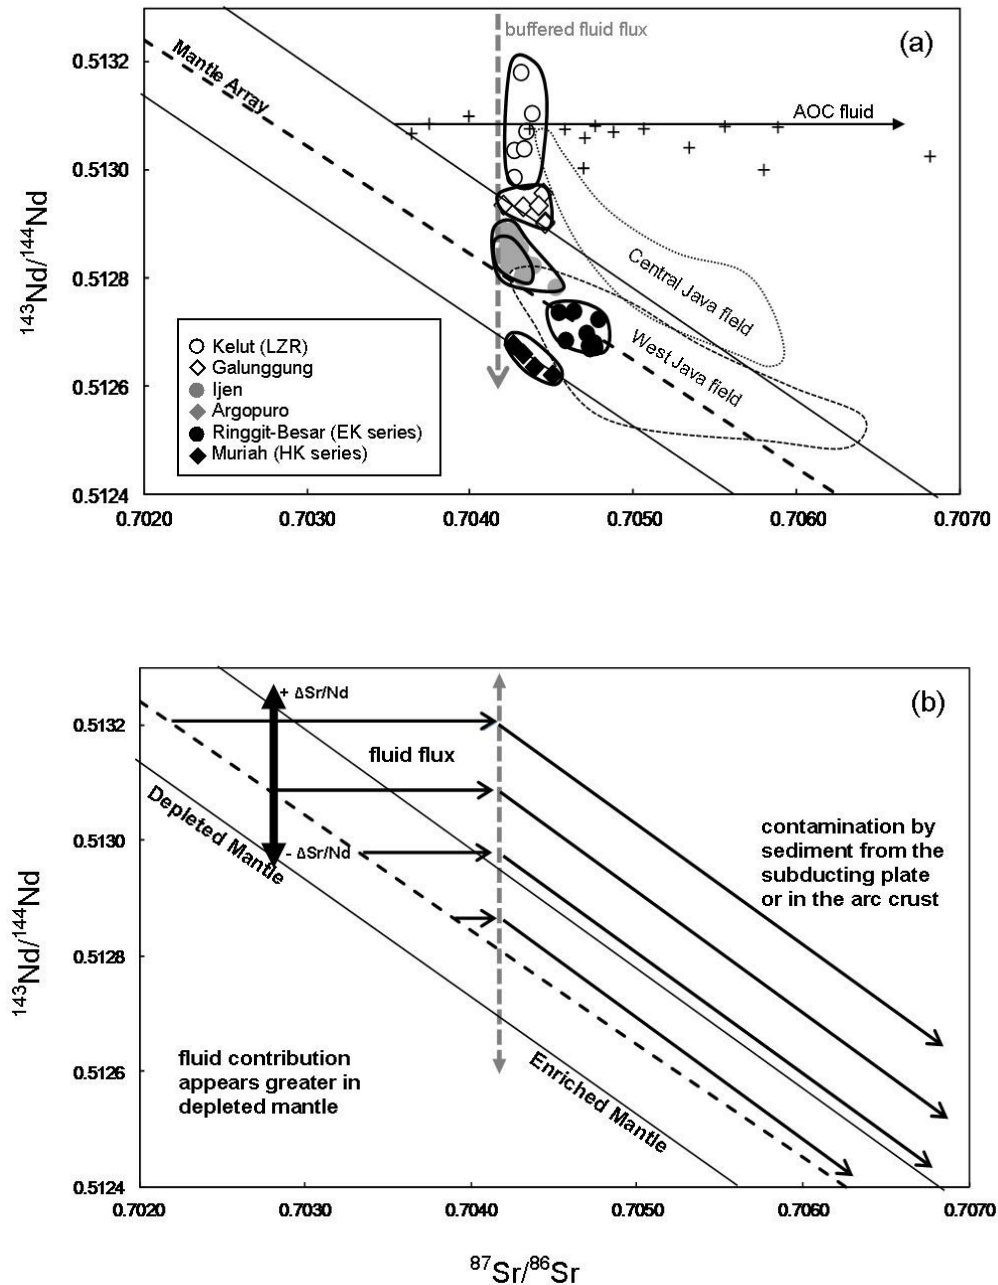 buffered fluid flux
(a)
Mantle Array
AOC fluid
Central Java field
West Java field
Kelut (LZR)
Galunggung
Ijen
Argopuro
Ringgit-Besar (EK series)
Muriah (HK series)
¹⁴³Nd/¹⁴⁴Nd
0.5132
0.5130
0.5128
0.5126
0.5124
0.7020 0.7030 0.7040 0.7050 0.7060 0.7070
(b)
+ ΔSr/Nd
fluid flux
- ΔSr/Nd
Depleted Mantle
contamination by
sediment from the
subducting plate
or in the arc crust
fluid contribution
appears greater in
depleted mantle
Enriched Mantle
¹⁴³Nd/¹⁴⁴Nd
0.5132
0.5130
0.5128
0.5126
0.5124
0.7020 0.7030 0.7040 0.7050 0.7060 0.7070
⁸⁷Sr/⁸⁶Sr